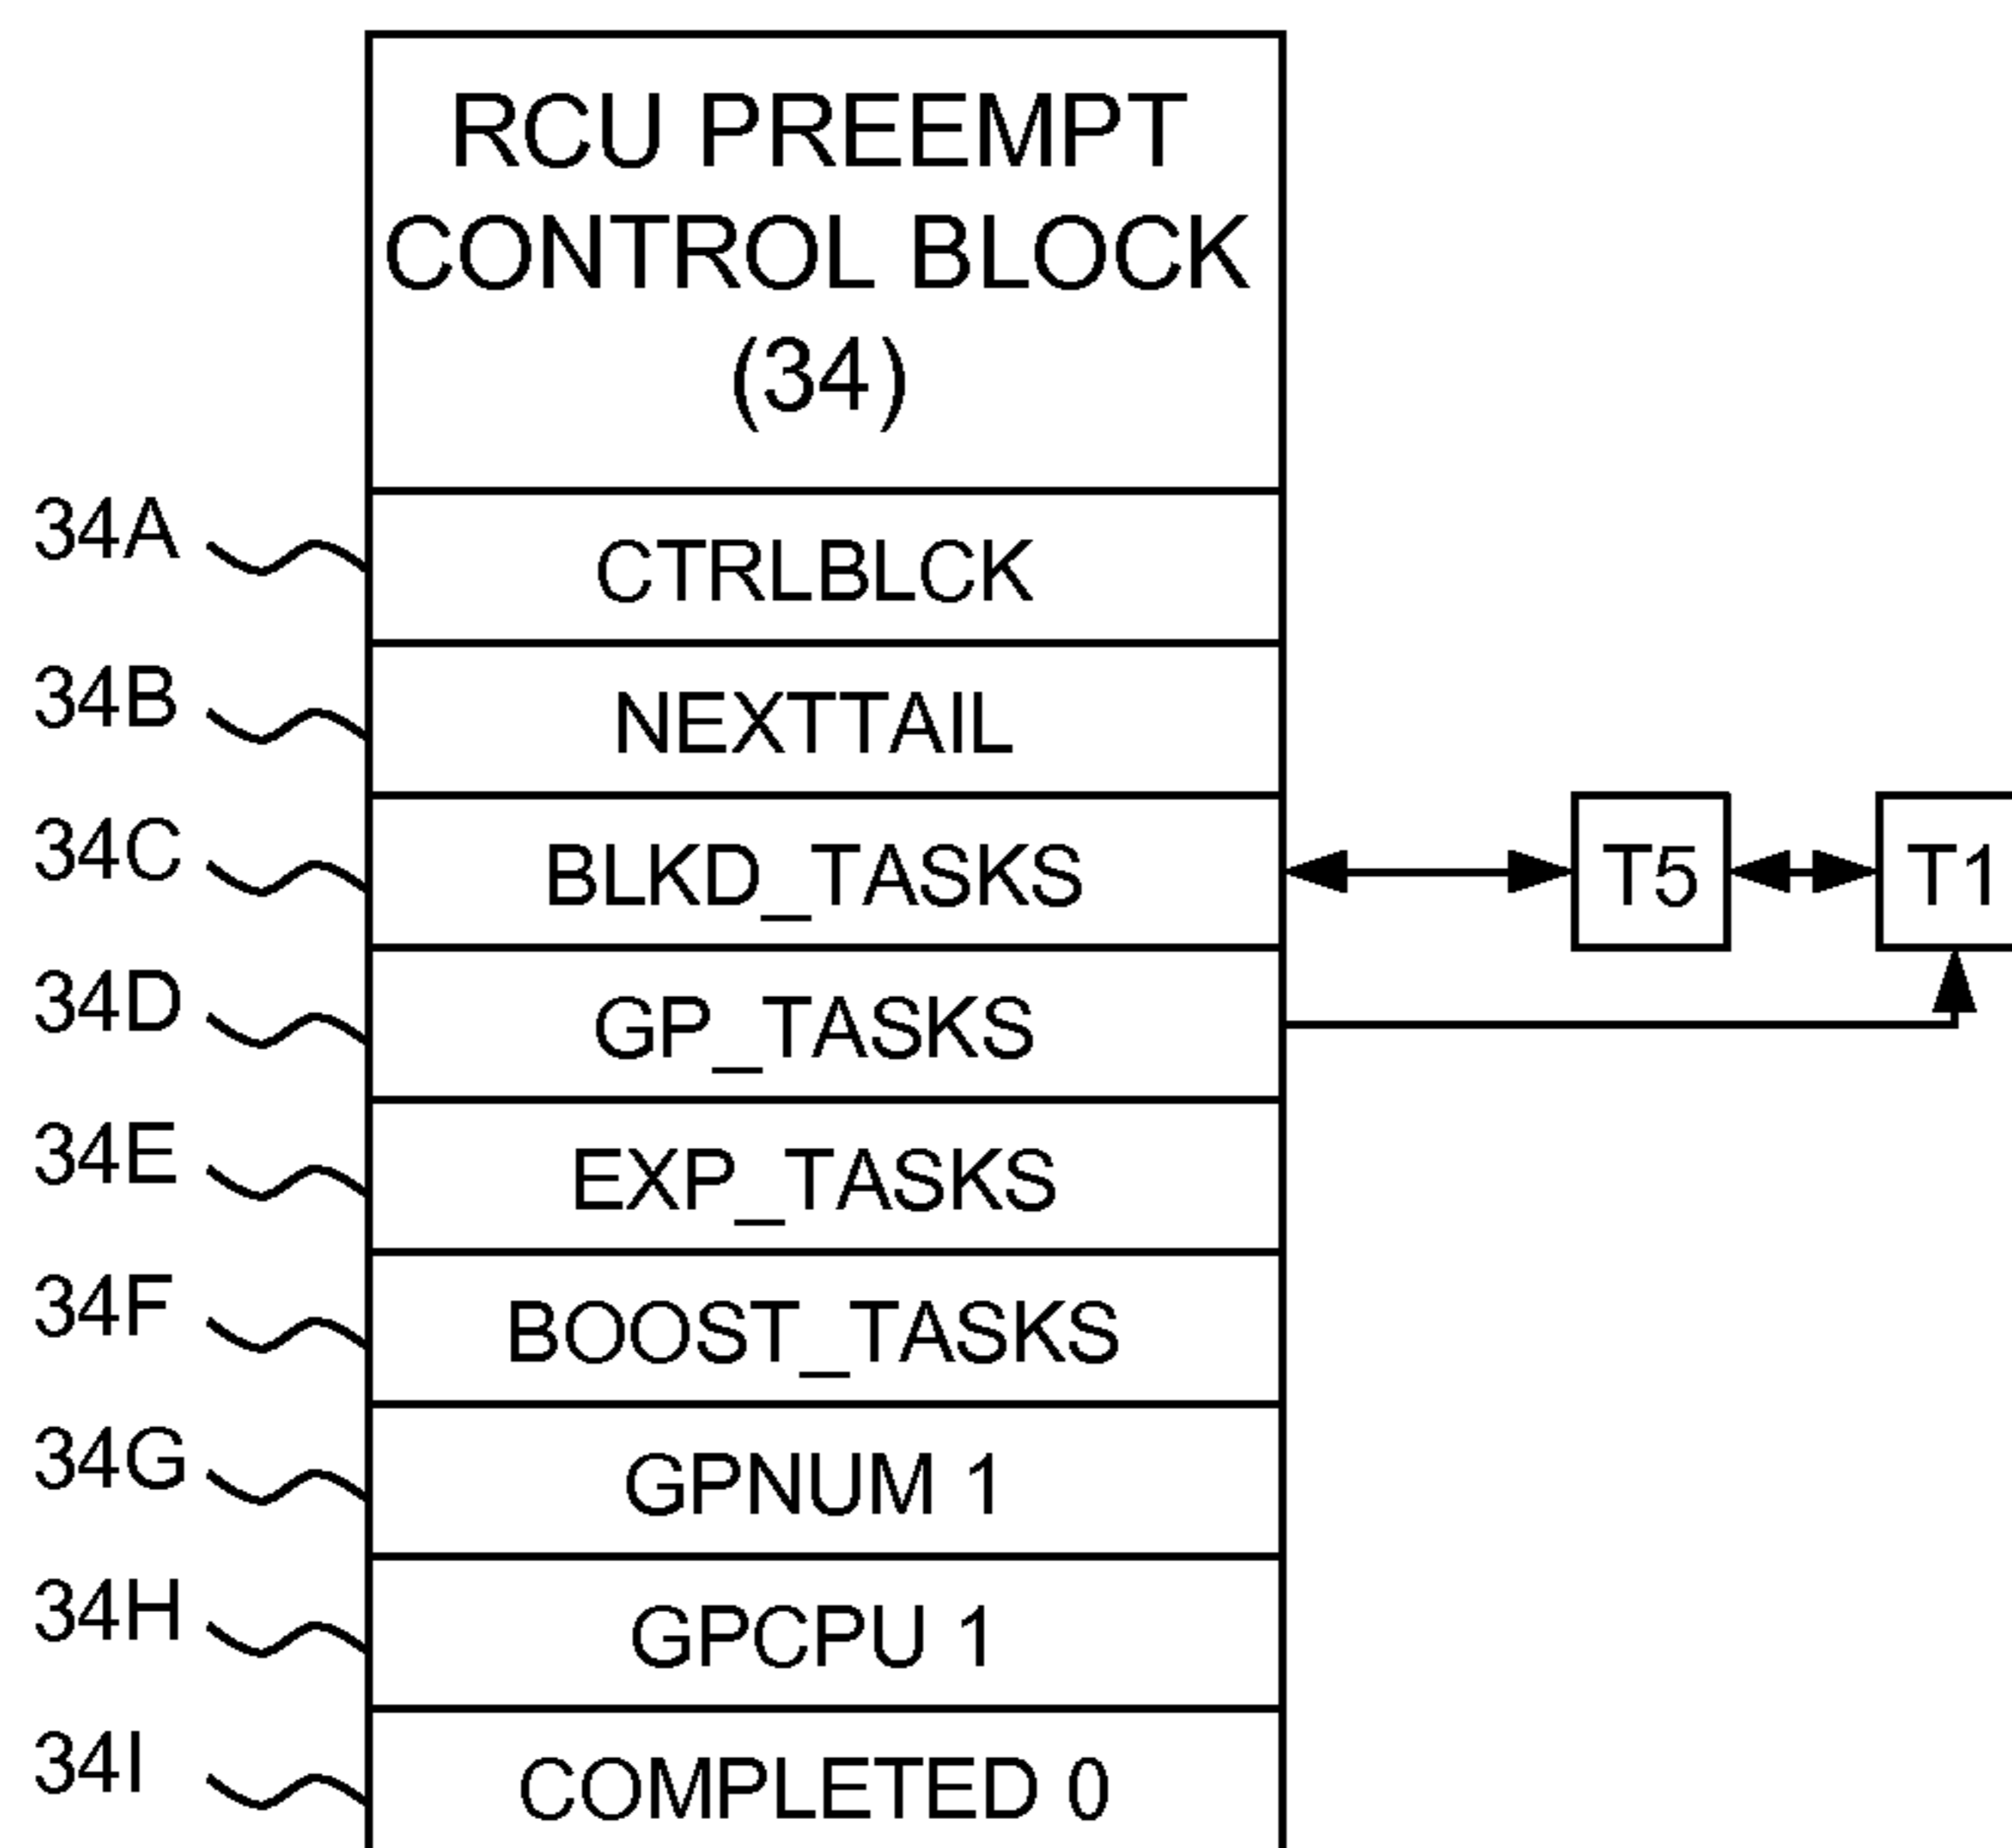 RCU PREEMPT
CONTROL BLOCK
(34)
34A CTRLBLCK
34B NEXTTAIL
34C BLKD_TASKS T5 T1
34D GP_TASKS
34E EXP_TASKS
34F BOOST_TASKS
34G GPNUM 1
34H GPCPU 1
34I COMPLETED 0